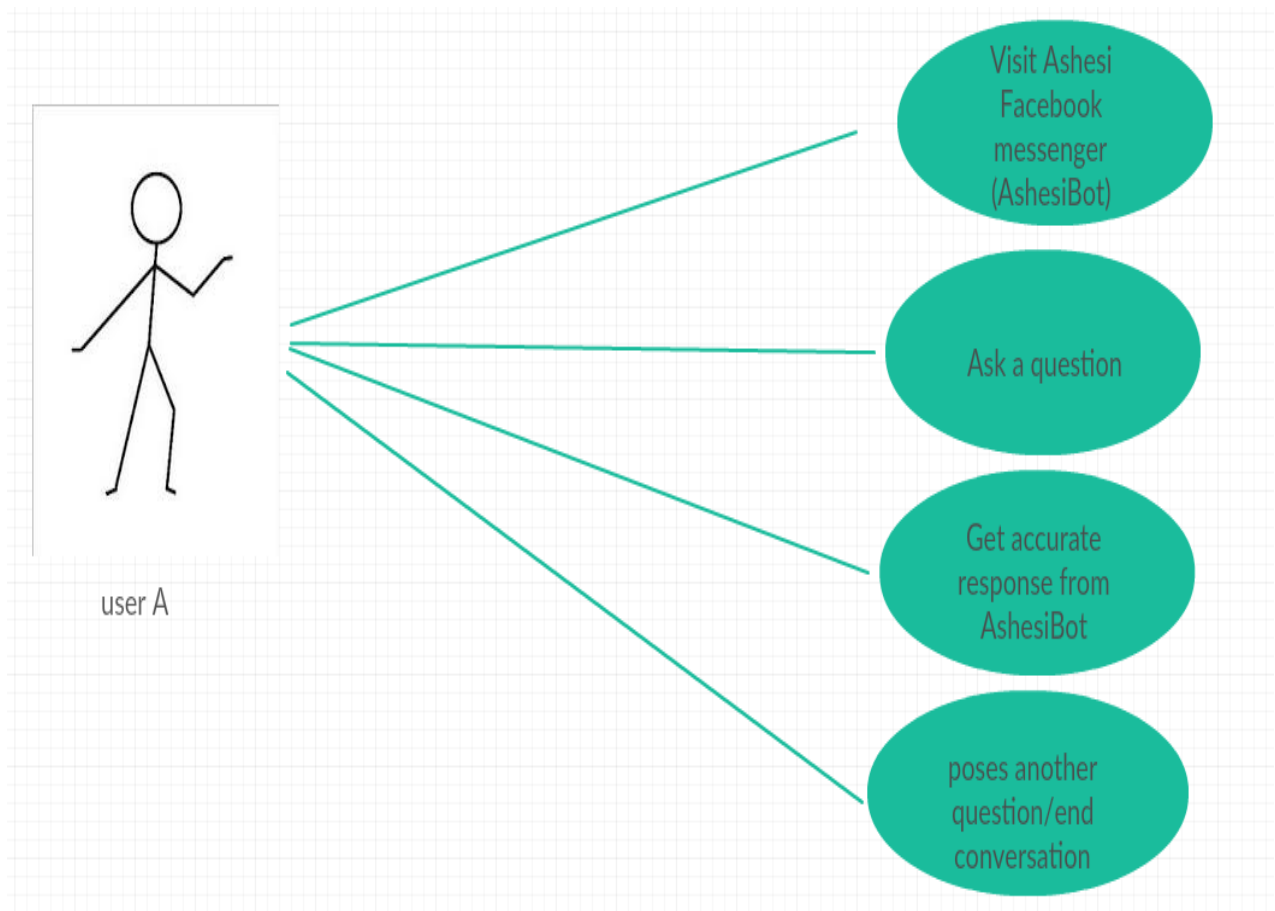 Visit Ashesi
Facebook
messenger
(AshesiBot)
Ask a question
Get accurate
response from
AshesiBot
user A
poses another
question/end
conversation